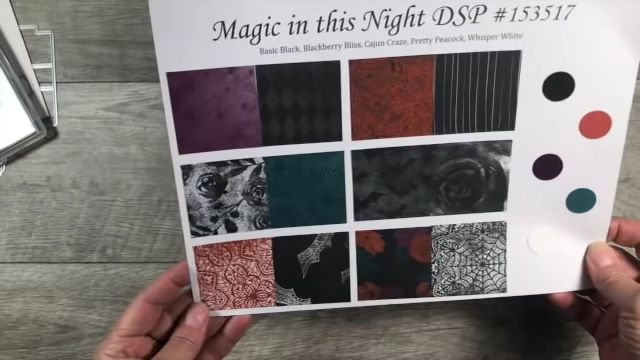 Magic in this Night DSP #153517
Basic Black, Blackberry Bliss, Cajun Craze, Pretty Peacock, Whisper White